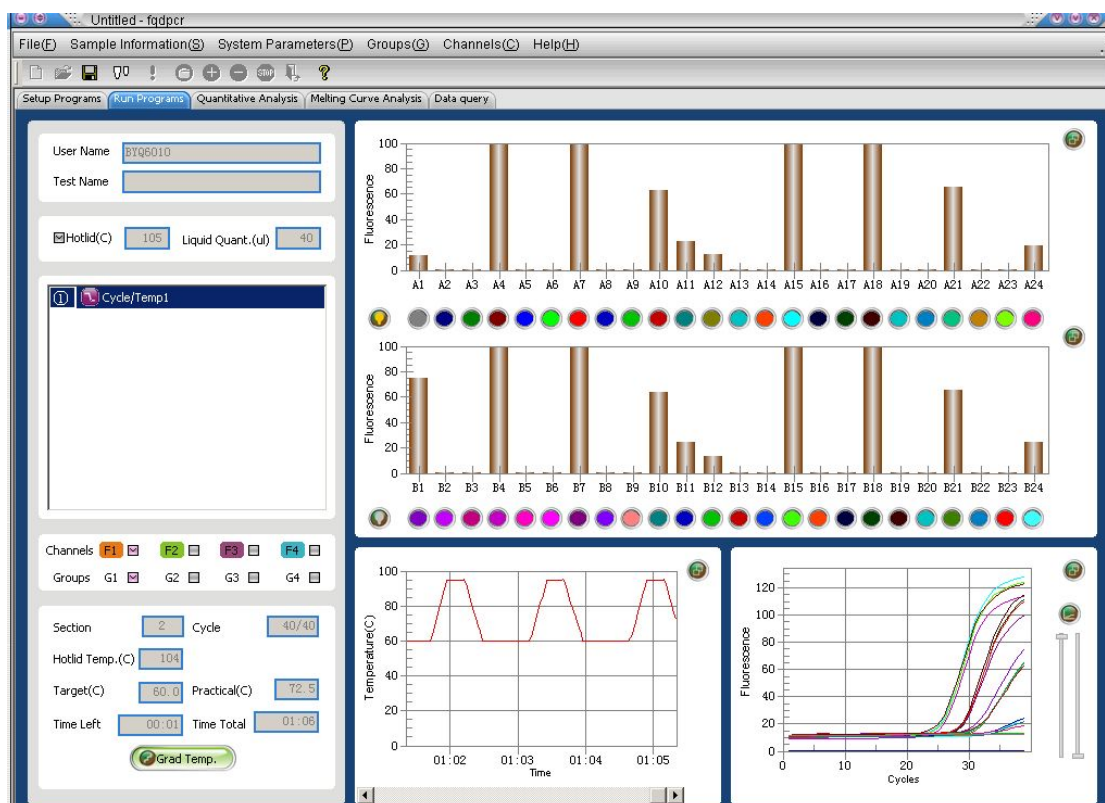 Untitled - fqdpcr
File(F) Sample Information(S) System Parameters(P) Groups(G) Channels(C) Help(H)
STOP
Setup Programs Run Programs Quantitative Analysis Melting Curve Analysis Data query
User Name BYQ6010
Test Name
Hotlid(C) 105 Liquid Quant.(ul) 40
① Cycle/Temp1
Channels F1 F2 F3 F4
Groups G1 G2 G3 G4
Section 2 Cycle 40/40
Hotlid Temp.(C) 104
Target(C) 60.0 Practical(C) 72.5
Time Left 00:01 Time Total 01:06
Grad Temp.
Fluorescence
100
80
60
40
20
0
A1 A2 A3 A4 A5 A6 A7 A8 A9 A10 A11 A12 A13 A14 A15 A16 A17 A18 A19 A20 A21 A22 A23 A24
Fluorescence
100
80
60
40
20
0
B1 B2 B3 B4 B5 B6 B7 B8 B9 B10 B11 B12 B13 B14 B15 B16 B17 B18 B19 B20 B21 B22 B23 B24
Temperature(C)
100
80
60
40
20
0
01:02 01:03 01:04 01:05
Time
Fluorescence
120
100
80
60
40
20
0
0 10 20 30
Cycles